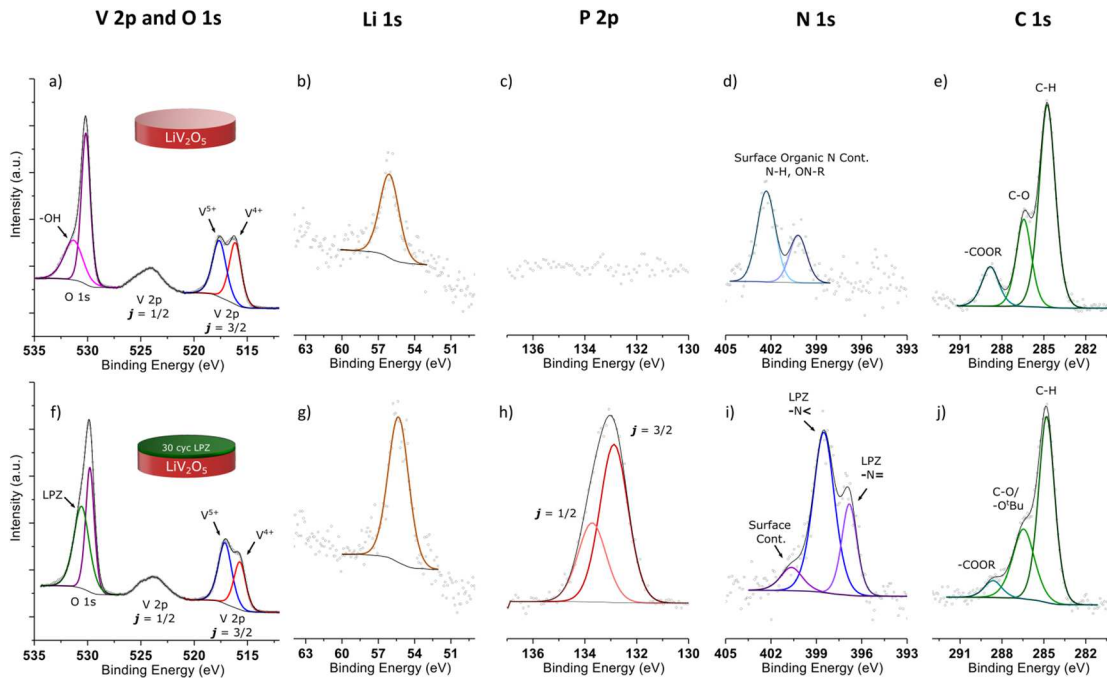 V 2p and O 1s
Li 1s
P 2p
N 1s
C 1s
a)
LiV₂O₅
-OH
V⁵⁺
V⁴⁺
O 1s
V 2p
j = 1/2
V 2p
j = 3/2
Intensity (a.u.)
535 530 525 520 515
Binding Energy (eV)
b)
63 60 57 54 51
Binding Energy (eV)
c)
136 134 132 130
Binding Energy (eV)
d)
Surface Organic N Cont.
N-H, ON-R
405 402 399 396 393
Binding Energy (eV)
e)
C-H
C-O
-COOR
291 288 285 282
Binding Energy (eV)
f)
30 cyc LPZ
LiV₂O₅
LPZ
V⁵⁺
V⁴⁺
O 1s
V 2p
j = 1/2
V 2p
j = 3/2
Intensity (a.u.)
535 530 525 520 515
Binding Energy (eV)
g)
63 60 57 54 51
Binding Energy (eV)
h)
j = 3/2
j = 1/2
136 134 132 130
Binding Energy (eV)
i)
LPZ
-N<
LPZ
-N=
Surface
Cont.
405 402 399 396 393
Binding Energy (eV)
j)
C-H
C-O/
-OᵗBu
-COOR
291 288 285 282
Binding Energy (eV)